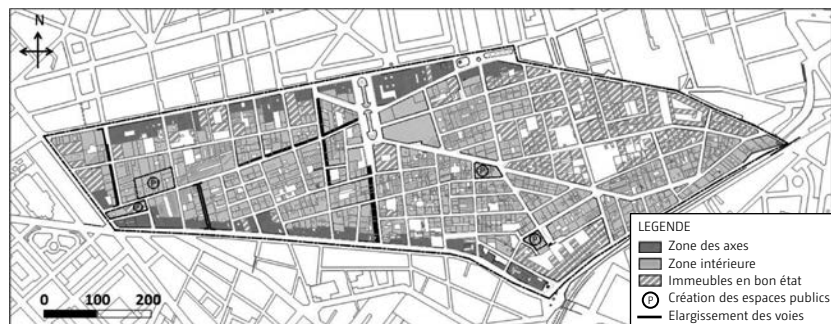 N
P
P
P
P
0 100 200
LEGENDE
Zone des axes
Zone intérieure
Immeubles en bon état
P Création des espaces publics
Elargissement des voies